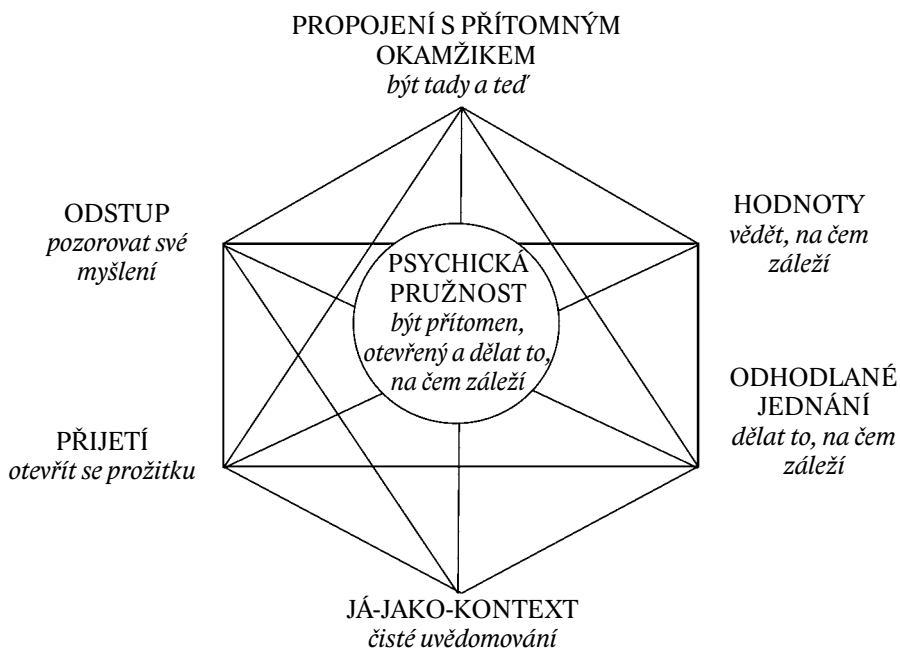 PROPOJENÍ S PŘÍTOMNÝM
OKAMŽIKEM
být tady a teď
ODSTUP
pozorovat své
myšlení
HODNOTY
vědět, na čem
záleží
PSYCHICKÁ
PRUŽNOST
být přítomen,
otevřený a dělat to,
na čem záleží
PŘIJETÍ
otevřít se prožitku
ODHODLANÉ
JEDNÁNÍ
dělat to, na čem
záleží
JÁ-JAKO-KONTEXT
čisté uvědomování